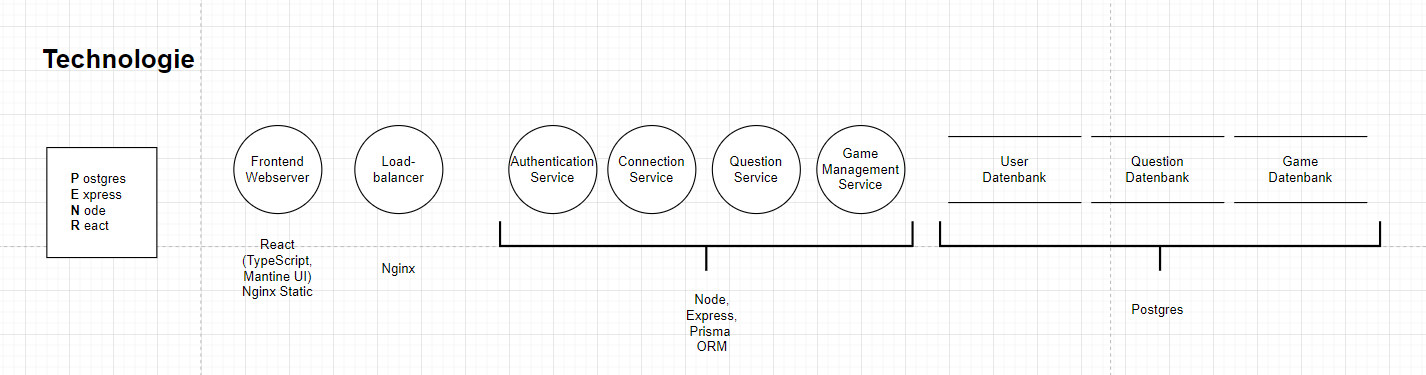 Technologie
P ostgres
E xpress
N ode
R eact
Frontend
Webserver
Load-
balancer
Authentication
Service
Connection
Service
Question
Service
Game
Management
Service
User
Datenbank
Question
Datenbank
Game
Datenbank
React
(TypeScript,
Mantine UI)
Nginx Static
Nginx
Node,
Express,
Prisma
ORM
Postgres